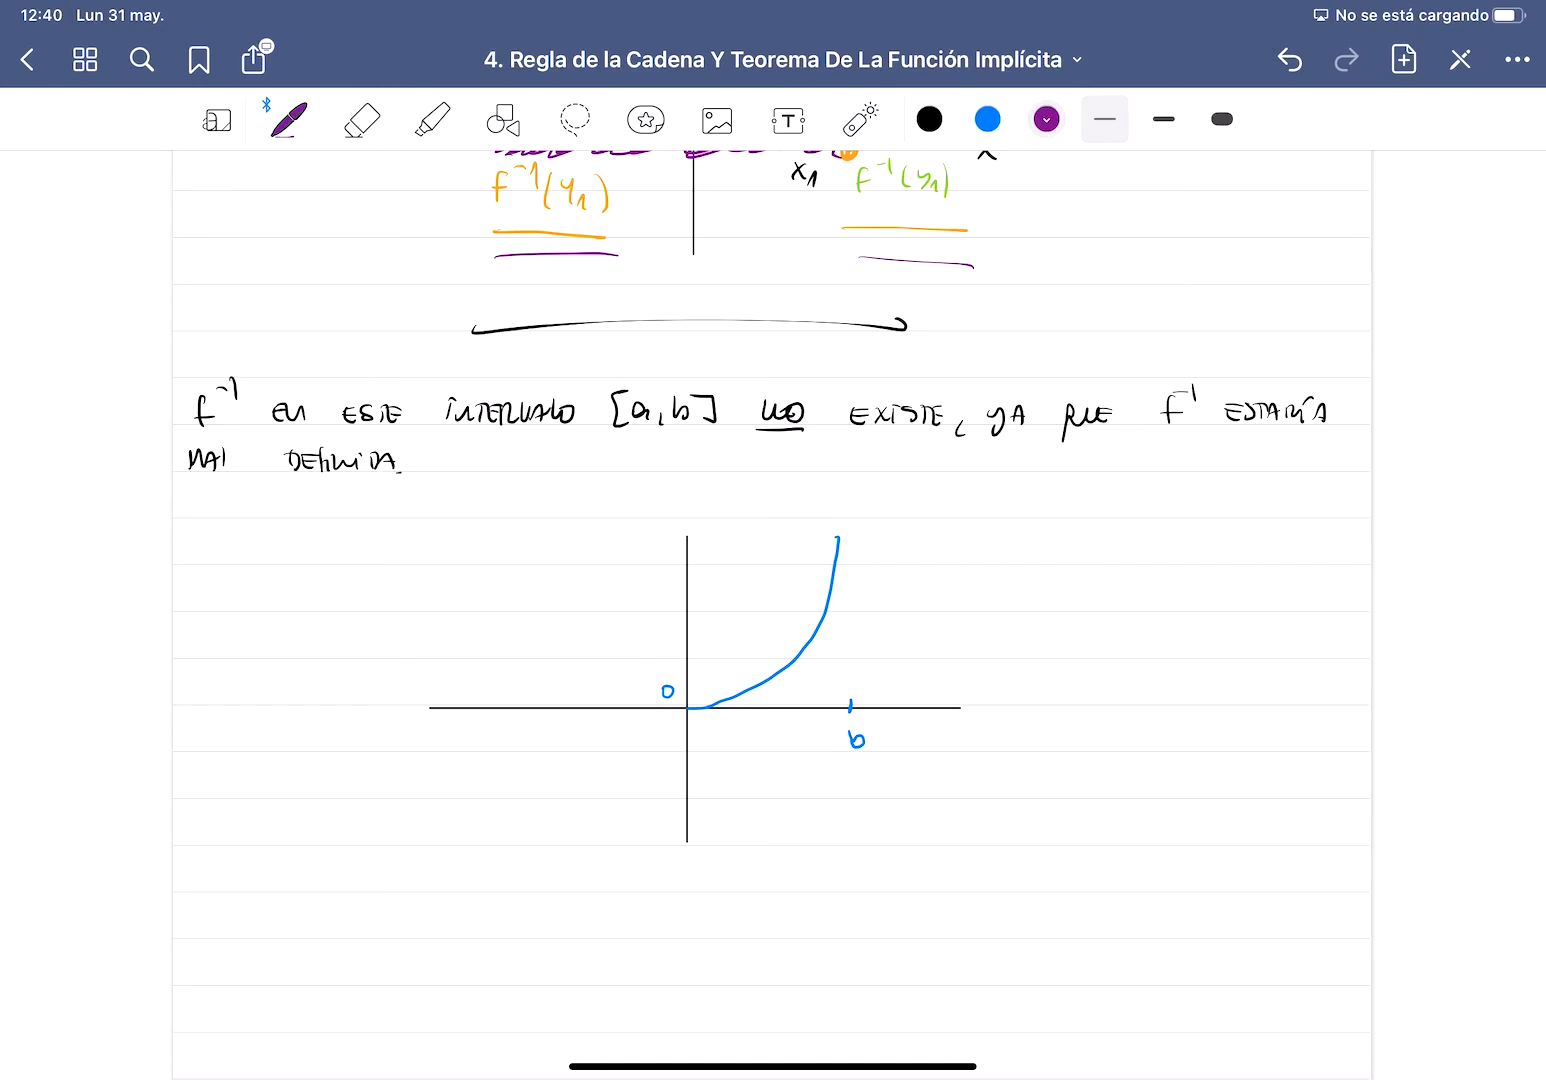 12:40 Lun 31 may. No se está cargando
4. Regla de la Cadena Y Teorema De La Función Implícita
f⁻¹(y₁) x₁ f⁻¹(y₁) x
f⁻¹ EN ESTE INTERVALO [a,b] NO EXISTE, YA QUE f⁻¹ ESTARÍA
MAL DEFINIDA.
0
b